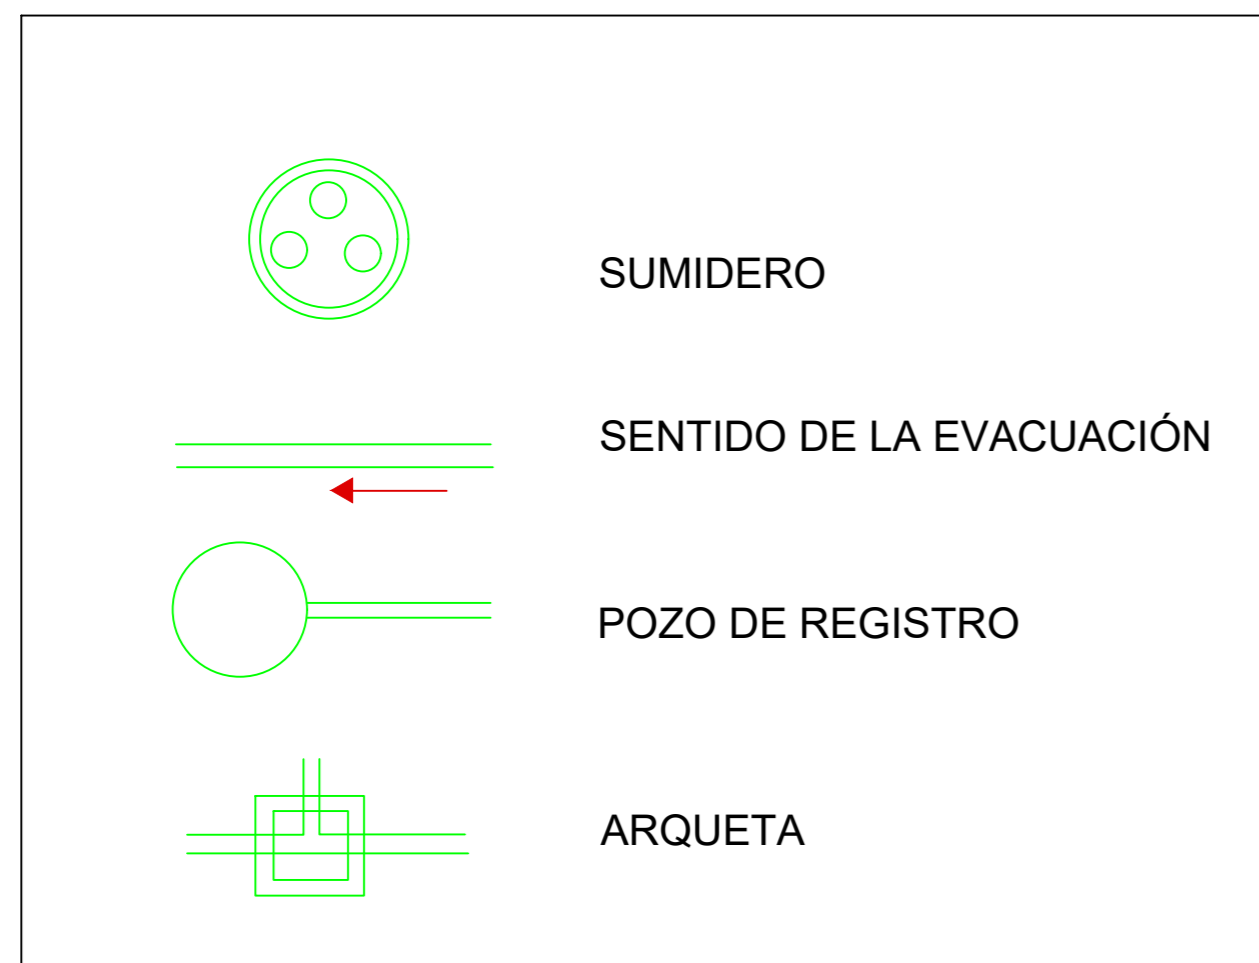 SUMIDERO
SENTIDO DE LA EVACUACIÓN
POZO DE REGISTRO
ARQUETA